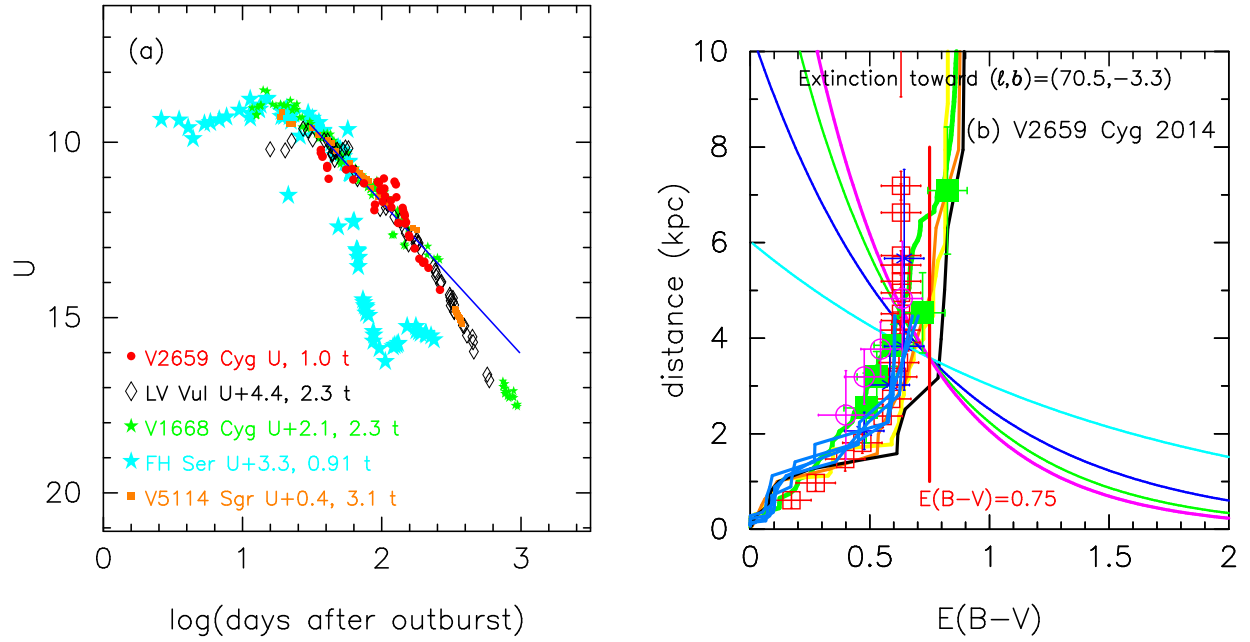 (a)
10
15
20
U
V2659 Cyg U, 1.0 t
LV Vul U+4.4, 2.3 t
V1668 Cyg U+2.1, 2.3 t
FH Ser U+3.3, 0.91 t
V5114 Sgr U+0.4, 3.1 t
0 1 2 3
log(days after outburst)
Extinction toward (l,b)=(70.5,−3.3)
(b) V2659 Cyg 2014
10
8
6
4
2
0
distance (kpc)
E(B−V)=0.75
0 0.5 1 1.5 2
E(B−V)